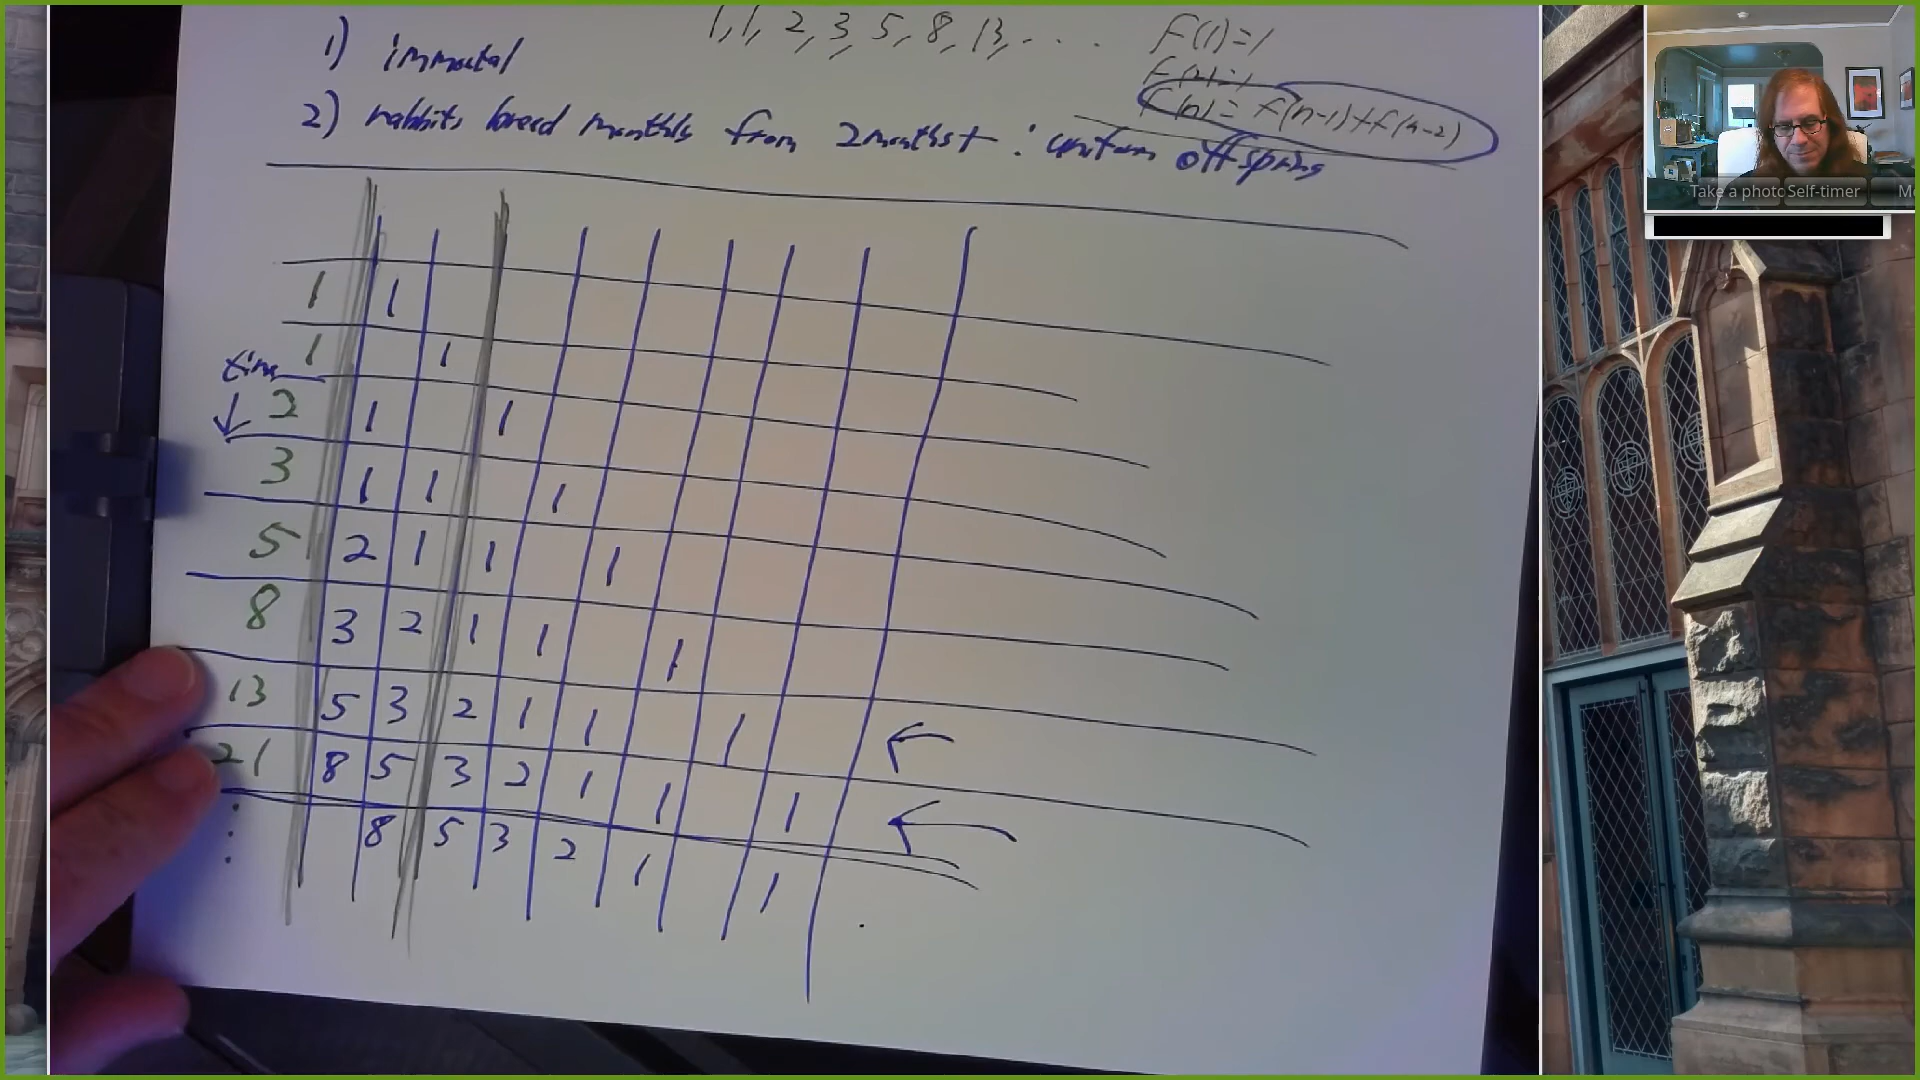 1, 1, 2, 3, 5, 8, 13, . . .
F(1)=1
F(2)=1
F(n)= F(n-1)+F(n-2)
1) immortal
2) rabbits breed monthly from 2 months+ : uniform offspring
1 1
1 1
time
2 1 1
3 1 1 1
5 2 1 1 1
8 3 2 1 1 1
13 5 3 2 1 1 1
21 8 5 3 2 1 1 1
8 5 3 2 1 1
Take a photo Self-timer